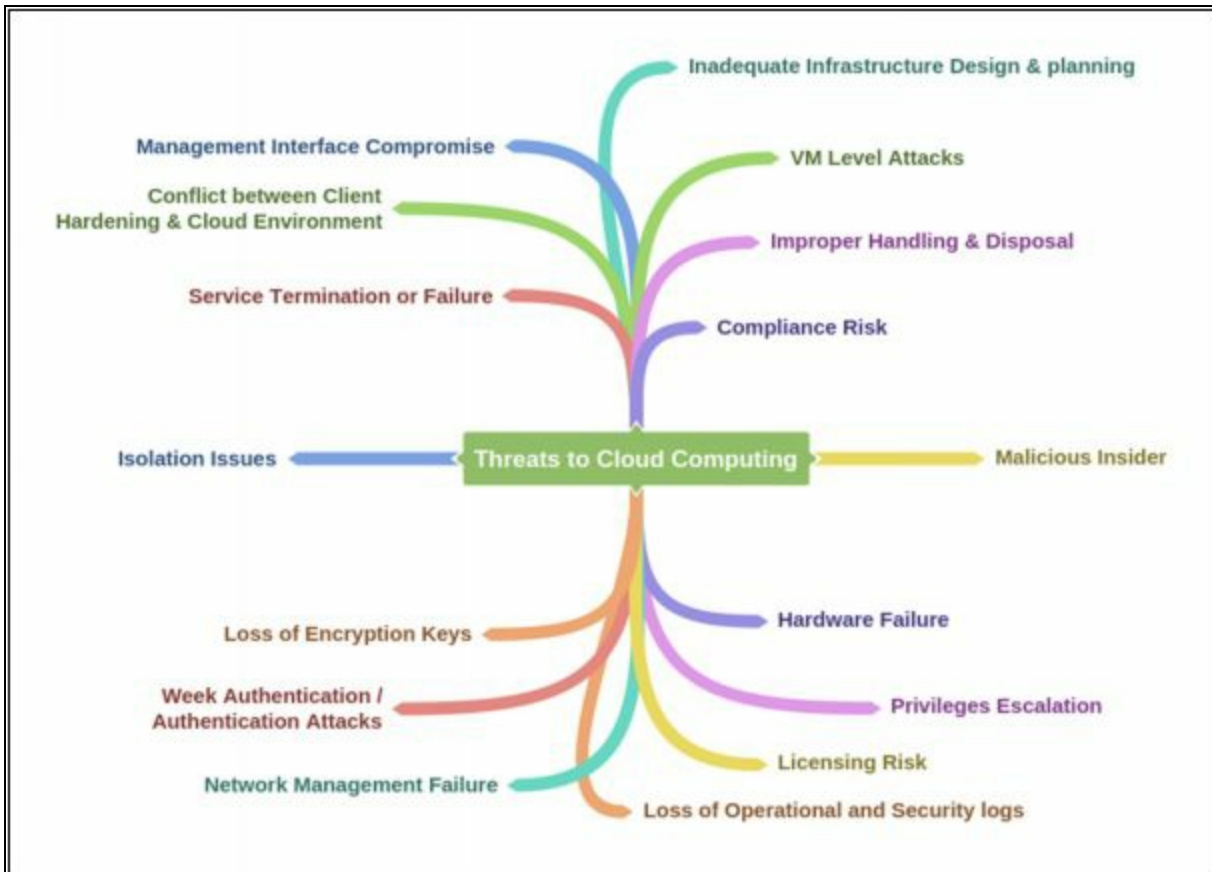 Inadequate Infrastructure Design & planning
Management Interface Compromise
VM Level Attacks
Conflict between Client
Hardening & Cloud Environment
Improper Handling & Disposal
Service Termination or Failure
Compliance Risk
Isolation Issues
Threats to Cloud Computing
Malicious Insider
Loss of Encryption Keys
Hardware Failure
Week Authentication /
Authentication Attacks
Privileges Escalation
Licensing Risk
Network Management Failure
Loss of Operational and Security logs